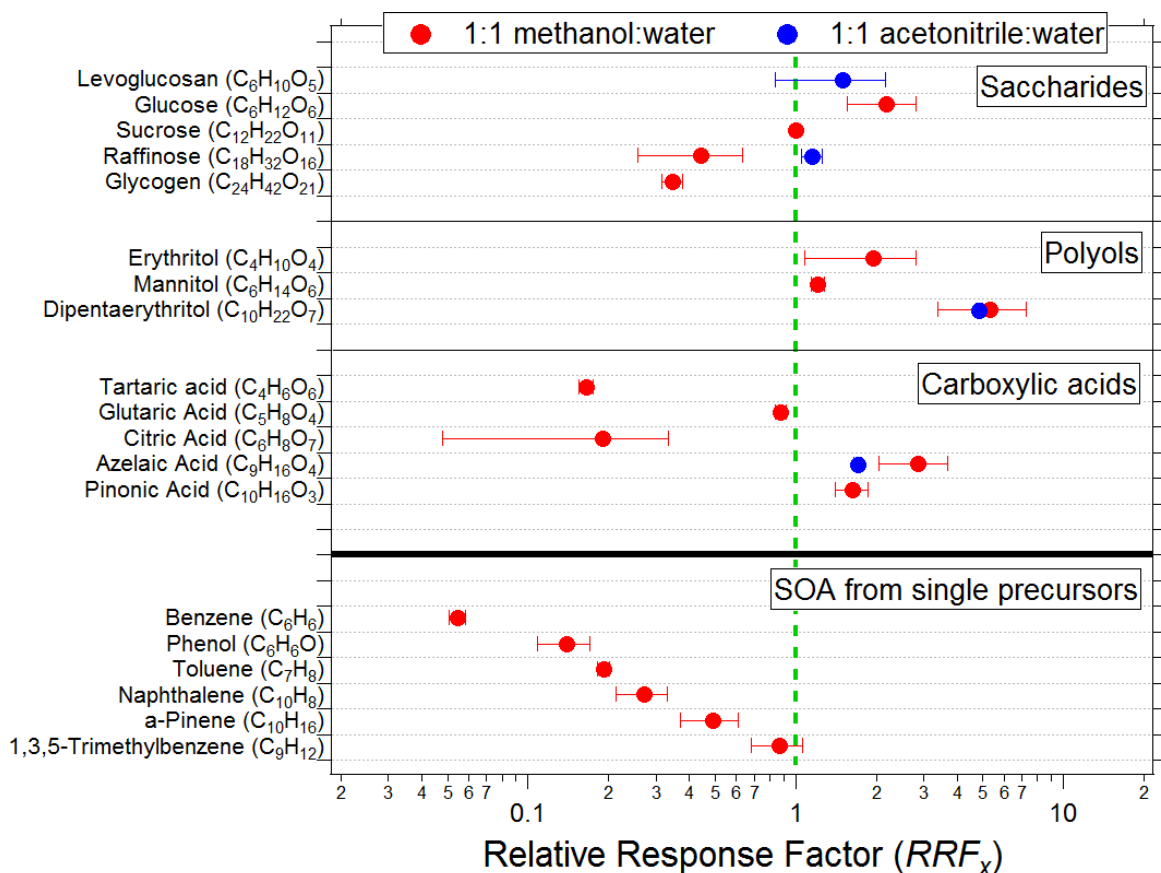 1:1 methanol:water 1:1 acetonitrile:water
Levoglucosan (C₆H₁₀O₅)
Saccharides
Glucose (C₆H₁₂O₆)
Sucrose (C₁₂H₂₂O₁₁)
Raffinose (C₁₈H₃₂O₁₆)
Glycogen (C₂₄H₄₂O₂₁)
Polyols
Erythritol (C₄H₁₀O₄)
Mannitol (C₆H₁₄O₆)
Dipentaerythritol (C₁₀H₂₂O₇)
Carboxylic acids
Tartaric acid (C₄H₆O₆)
Glutaric Acid (C₅H₈O₄)
Citric Acid (C₆H₈O₇)
Azelaic Acid (C₉H₁₆O₄)
Pinonic Acid (C₁₀H₁₆O₃)
SOA from single precursors
Benzene (C₆H₆)
Phenol (C₆H₆O)
Toluene (C₇H₈)
Naphthalene (C₁₀H₈)
a-Pinene (C₁₀H₁₆)
1,3,5-Trimethylbenzene (C₉H₁₂)
2 3 4 5 6 7 0.1 2 3 4 5 6 7 1 2 3 4 5 6 7 10 2
Relative Response Factor (RRFₓ)